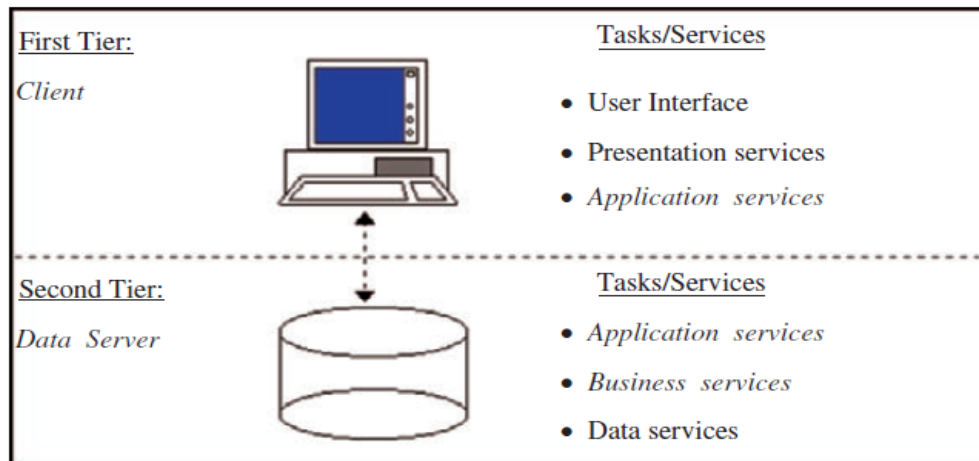 First Tier:
Client
Tasks/Services
• User Interface
• Presentation services
• Application services
Second Tier:
Data Server
Tasks/Services
• Application services
• Business services
• Data services